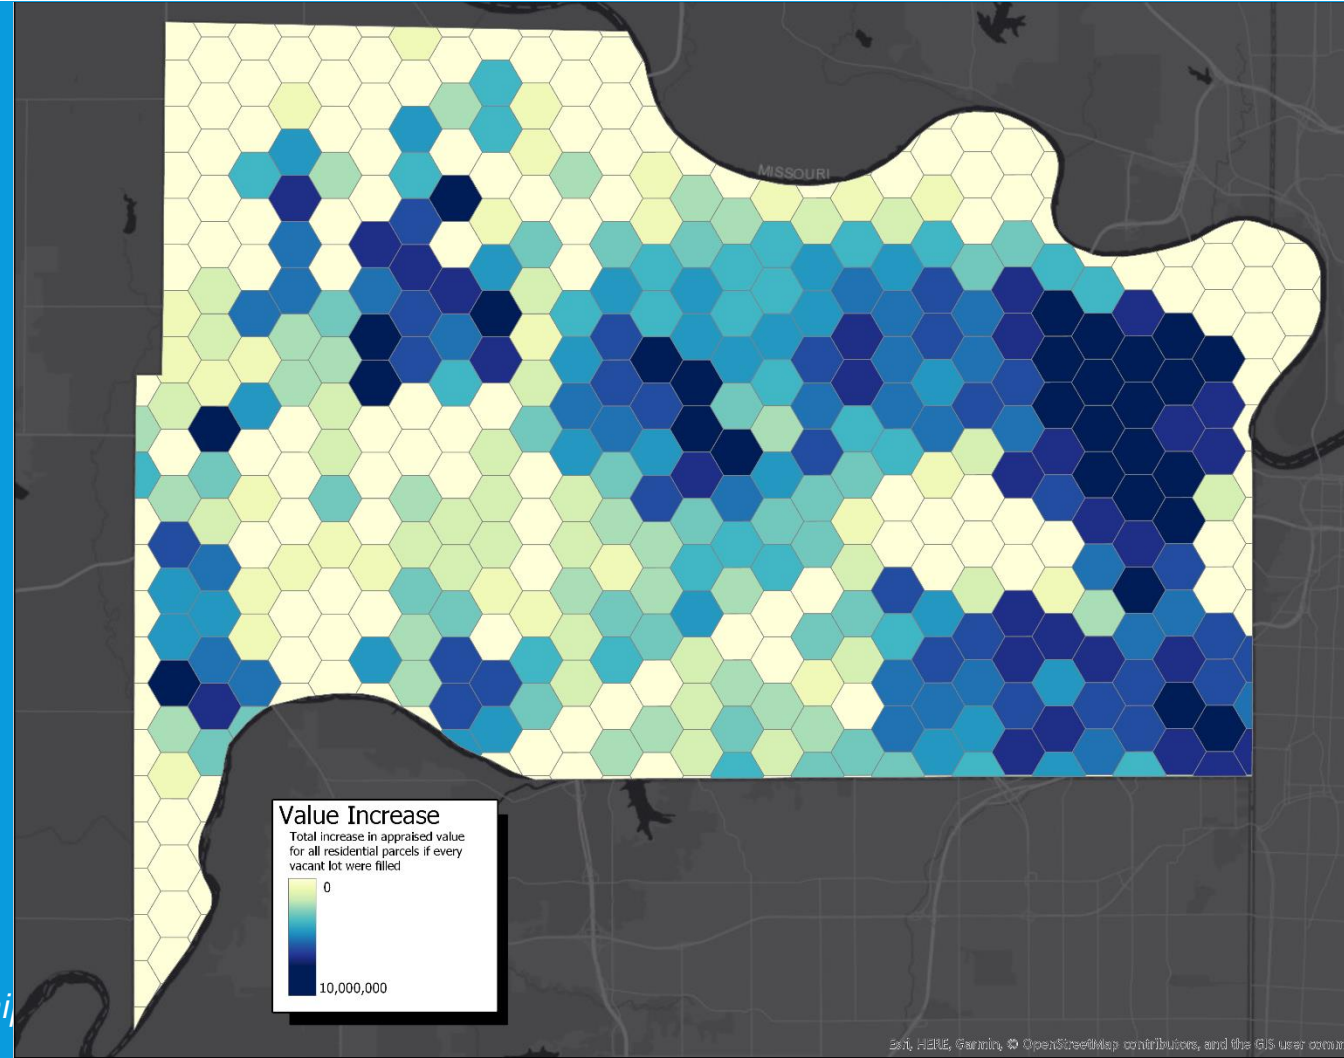 MISSOURI
Value Increase
Total increase in appraised value
for all residential parcels if every
vacant lot were filled
0
10,000,000
Esri, HERE, Garmin, © OpenStreetMap contributors, and the GIS user